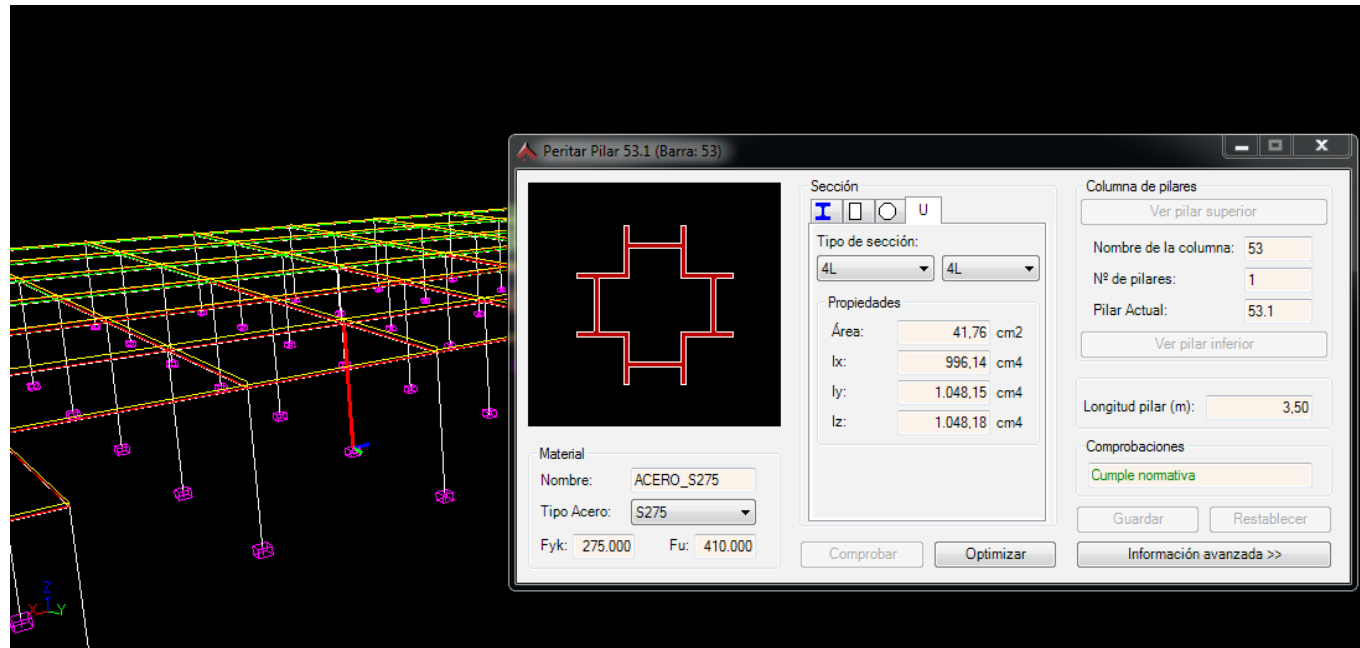 Peritar Pilar 53.1 (Barra: 53)
Sección
U
Tipo de sección:
4L 4L
Propiedades
Área: 41,76 cm2
Ix: 996,14 cm4
Iy: 1.048,15 cm4
Iz: 1.048,18 cm4
Material
Nombre: ACERO_S275
Tipo Acero: S275
Fyk: 275.000 Fu: 410.000
Comprobar Optimizar
Columna de pilares
Ver pilar superior
Nombre de la columna: 53
Nº de pilares: 1
Pilar Actual: 53.1
Ver pilar inferior
Longitud pilar (m): 3,50
Comprobaciones
Cumple normativa
Guardar Restablecer
Información avanzada >>
Z
X Y